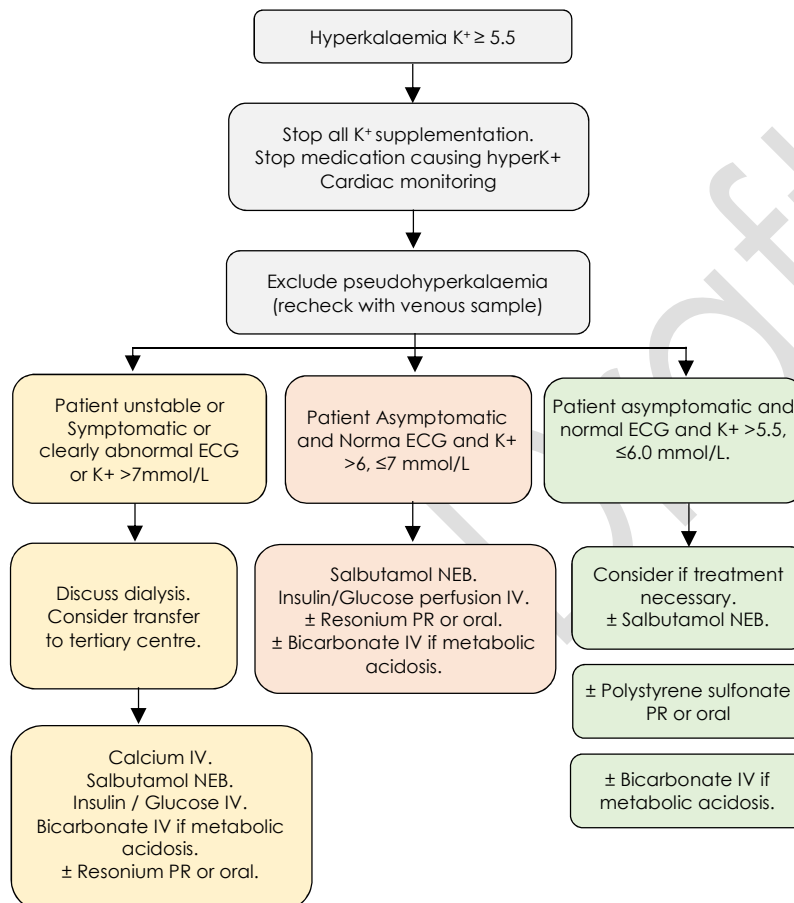 Hyperkalaemia K⁺ ≥ 5.5
Stop all K⁺ supplementation.
Stop medication causing hyperK+
Cardiac monitoring
Exclude pseudohyperkalaemia
(recheck with venous sample)
Patient unstable or
Symptomatic or
clearly abnormal ECG
or K+ >7mmol/L
Patient Asymptomatic
and Norma ECG and K+
>6, ≤7 mmol/L
Patient asymptomatic and
normal ECG and K+ >5.5,
≤6.0 mmol/L.
Discuss dialysis.
Consider transfer
to tertiary centre.
Salbutamol NEB.
Insulin/Glucose perfusion IV.
± Resonium PR or oral.
± Bicarbonate IV if metabolic
acidosis.
Consider if treatment
necessary.
± Salbutamol NEB.
± Polystyrene sulfonate
PR or oral
± Bicarbonate IV if
metabolic acidosis.
Calcium IV.
Salbutamol NEB.
Insulin / Glucose IV.
Bicarbonate IV if metabolic
acidosis.
± Resonium PR or oral.